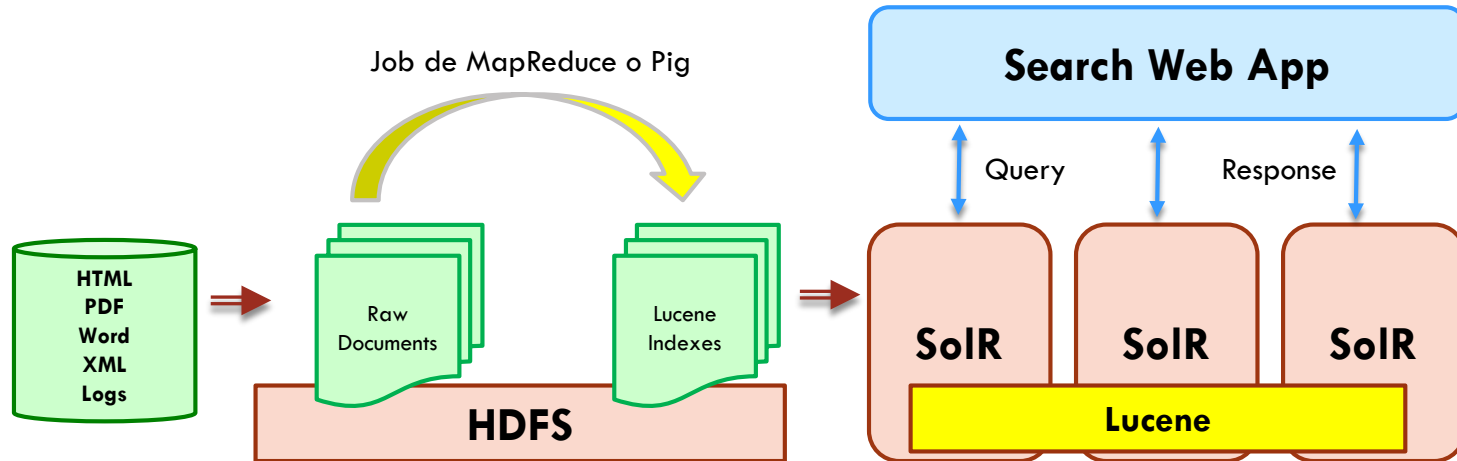 Job de MapReduce o Pig
Search Web App
Query
Response
HTML
PDF
Word
XML
Logs
Raw
Documents
Lucene
Indexes
HDFS
SolR
SolR
SolR
Lucene